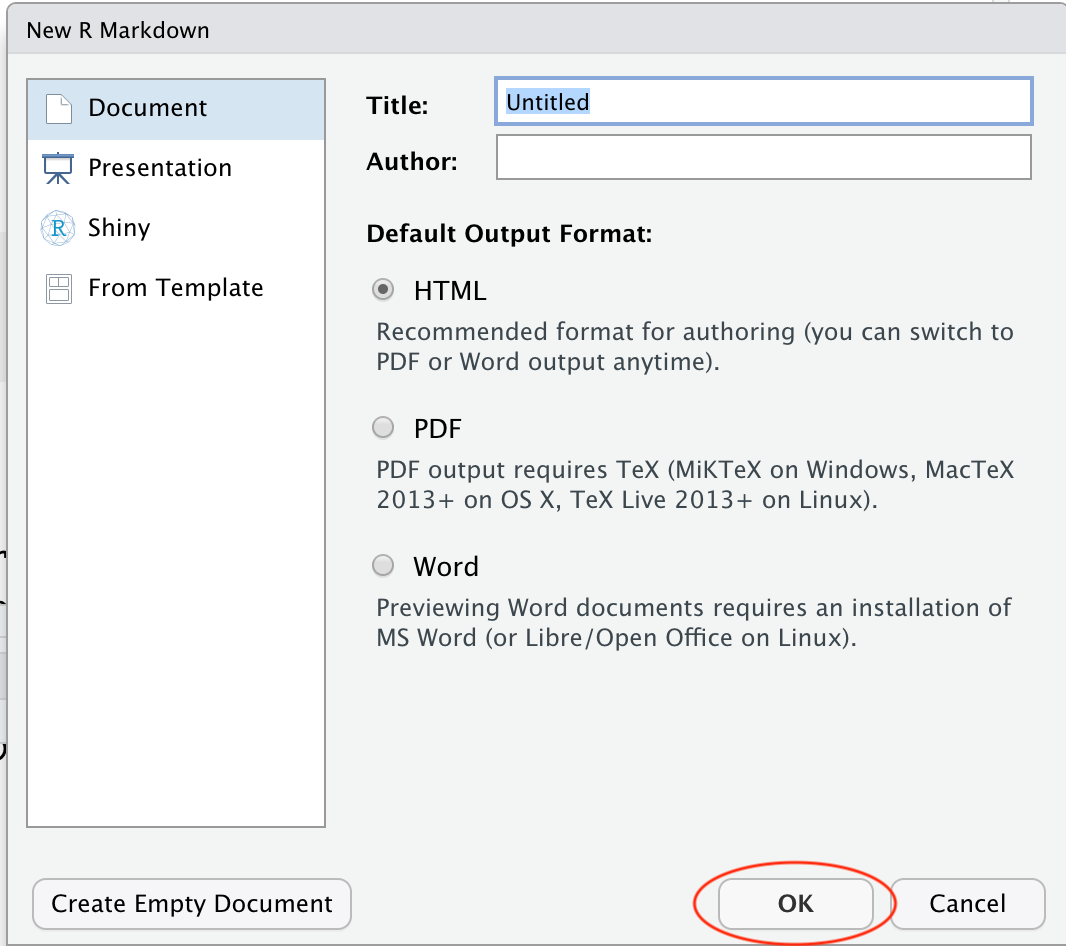 New R Markdown
Document
Presentation
Shiny
From Template
Title:
Untitled
Author:
Default Output Format:
HTML
Recommended format for authoring (you can switch to
PDF or Word output anytime).
PDF
PDF output requires TeX (MiKTeX on Windows, MacTeX
2013+ on OS X, TeX Live 2013+ on Linux).
Word
Previewing Word documents requires an installation of
MS Word (or Libre/Open Office on Linux).
Create Empty Document
OK
Cancel